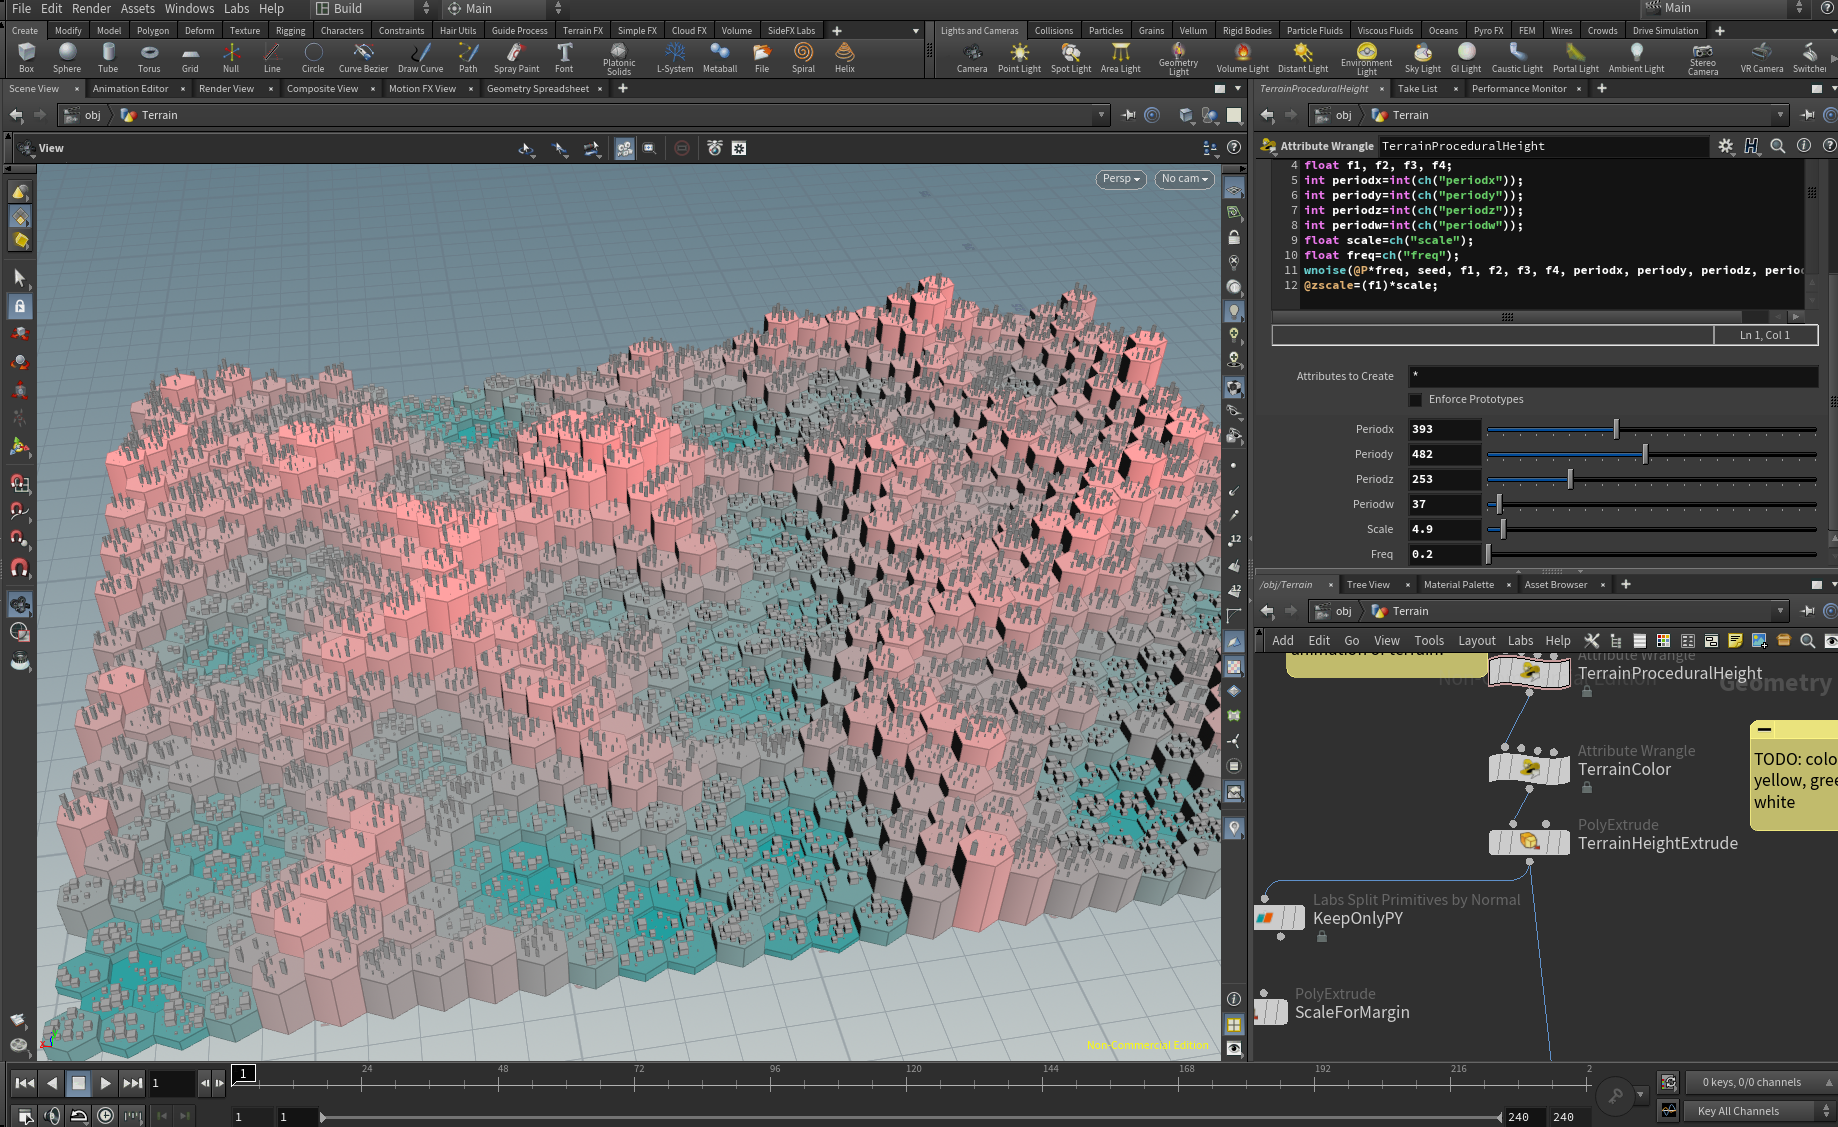 File Edit Render Assets Windows Labs Help Build Main Main
Create Modify Model Polygon Deform Texture Rigging Characters Constraints Hair Utils Guide Process Terrain FX Simple FX Cloud FX Volume SideFX Labs
Lights and Cameras Collisions Particles Grains Vellum Rigid Bodies Particle Fluids Viscous Fluids Oceans Pyro FX FEM Wires Crowds Drive Simulation
Box Sphere Tube Torus Grid Null Line Circle Curve Bezier Draw Curve Path Spray Paint Font Platonic Solids L-System Metaball File Spiral Helix
Camera Point Light Spot Light Area Light Geometry Light Volume Light Distant Light Environment Light Sky Light GI Light Caustic Light Portal Light Ambient Light Stereo Camera VR Camera Switcher
Scene View Animation Editor Render View Composite View Motion FX View Geometry Spreadsheet
obj Terrain
View
Persp No cam
Non-Commercial Edition
TerrainProceduralHeight Take List Performance Monitor
obj Terrain
Attribute Wrangle TerrainProceduralHeight
4 float f1, f2, f3, f4;
5 int periodx=int(ch("periodx"));
6 int periody=int(ch("periody"));
7 int periodz=int(ch("periodz"));
8 int periodw=int(ch("periodw"));
9 float scale=ch("scale");
10 float freq=ch("freq");
11 wnoise(@P*freq, seed, f1, f2, f3, f4, periodx, periody, periodz, perio
12 @zscale=(f1)*scale;
Ln 1, Col 1
Attributes to Create *
Enforce Prototypes
Periodx 393
Periody 482
Periodz 253
Periodw 37
Scale 4.9
Freq 0.2
/obj/Terrain Tree View Material Palette Asset Browser
obj Terrain
Add Edit Go View Tools Layout Labs Help
Attribute Wrangle
TerrainProceduralHeight
Geometry
Attribute Wrangle
TerrainColor
TODO: colo
yellow, gree
white
PolyExtrude
TerrainHeightExtrude
Labs Split Primitives by Normal
KeepOnlyPY
PolyExtrude
ScaleForMargin
1 1 24 48 72 96 120 144 168 192 216 2
0 keys, 0/0 channels
1 1 240 240
Key All Channels